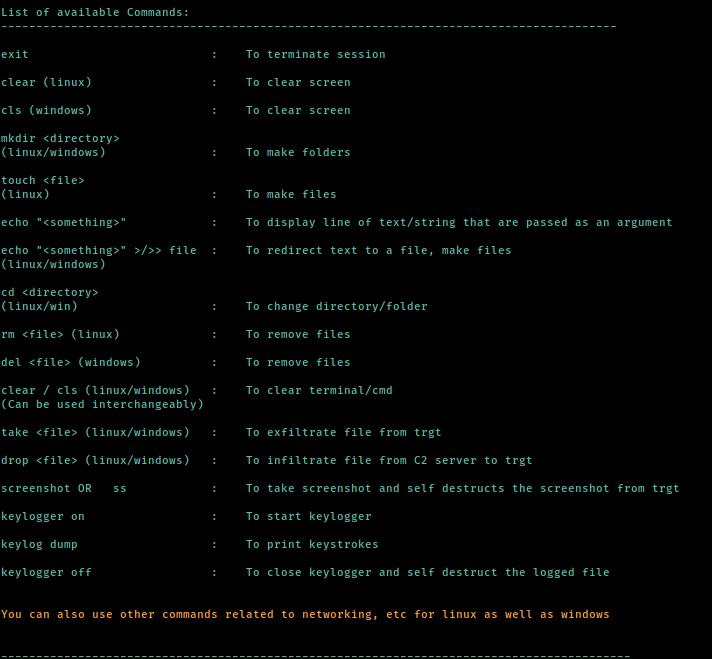 List of available Commands:
----------------------------------------------------------------------------------------
exit : To terminate session
clear (linux) : To clear screen
cls (windows) : To clear screen
mkdir <directory>
(linux/windows) : To make folders
touch <file>
(linux) : To make files
echo "<something>" : To display line of text/string that are passed as an argument
echo "<something>" >/>> file : To redirect text to a file, make files
(linux/windows)
cd <directory>
(linux/win) : To change directory/folder
rm <file> (linux) : To remove files
del <file> (windows) : To remove files
clear / cls (linux/windows) : To clear terminal/cmd
(Can be used interchangeably)
take <file> (linux/windows) : To exfiltrate file from trgt
drop <file> (linux/windows) : To infiltrate file from C2 server to trgt
screenshot OR ss : To take screenshot and self destructs the screenshot from trgt
keylogger on : To start keylogger
keylog dump : To print keystrokes
keylogger off : To close keylogger and self destruct the logged file
You can also use other commands related to networking, etc for linux as well as windows
------------------------------------------------------------------------------------------